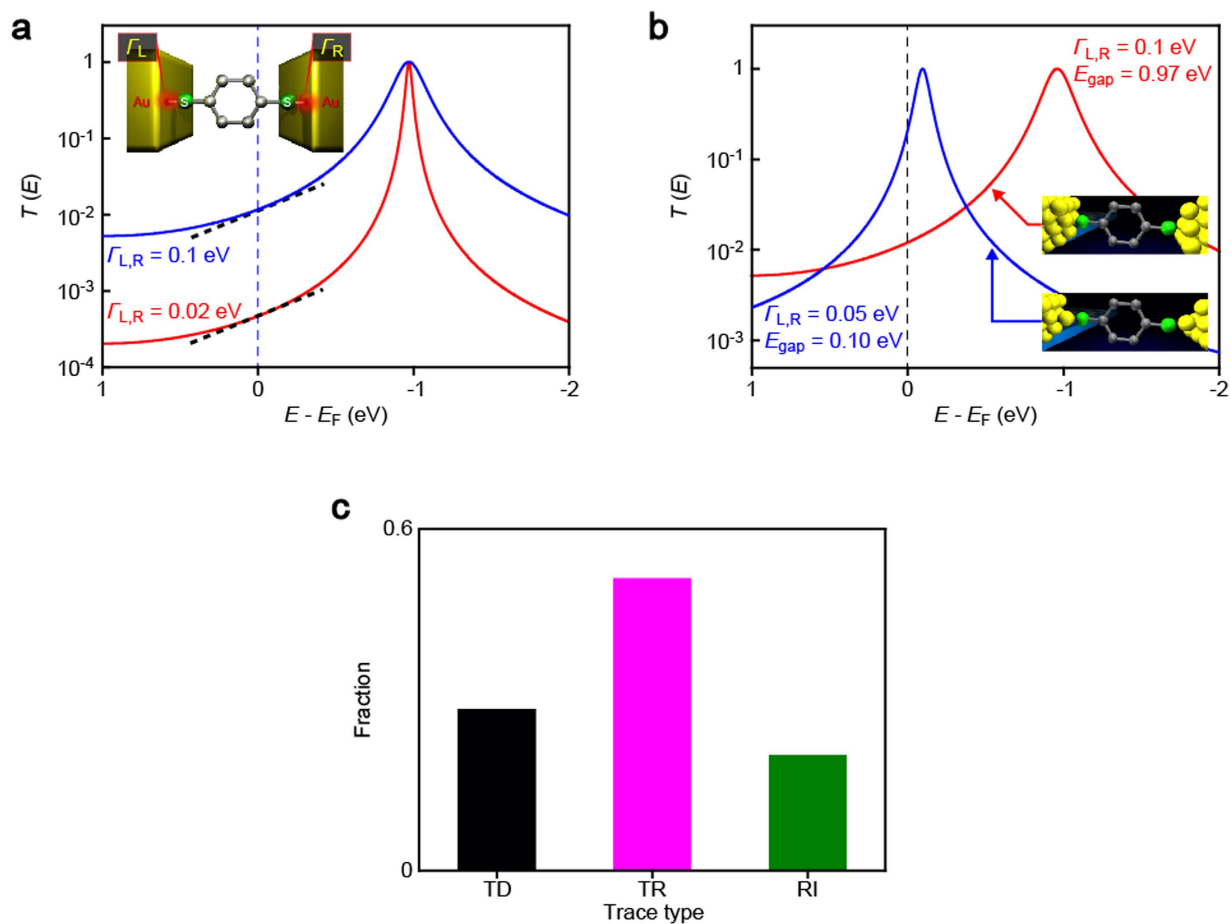 a
ΓL
ΓR
Au
S
S
Au
T (E)
1
10-1
10-2
10-3
10-4
ΓL,R = 0.1 eV
ΓL,R = 0.02 eV
1
0
-1
-2
E - EF (eV)
b
T (E)
1
10-1
10-2
10-3
ΓL,R = 0.1 eV
Egap = 0.97 eV
ΓL,R = 0.05 eV
Egap = 0.10 eV
1
0
-1
-2
E - EF (eV)
c
Fraction
0.6
0
TD
TR
RI
Trace type